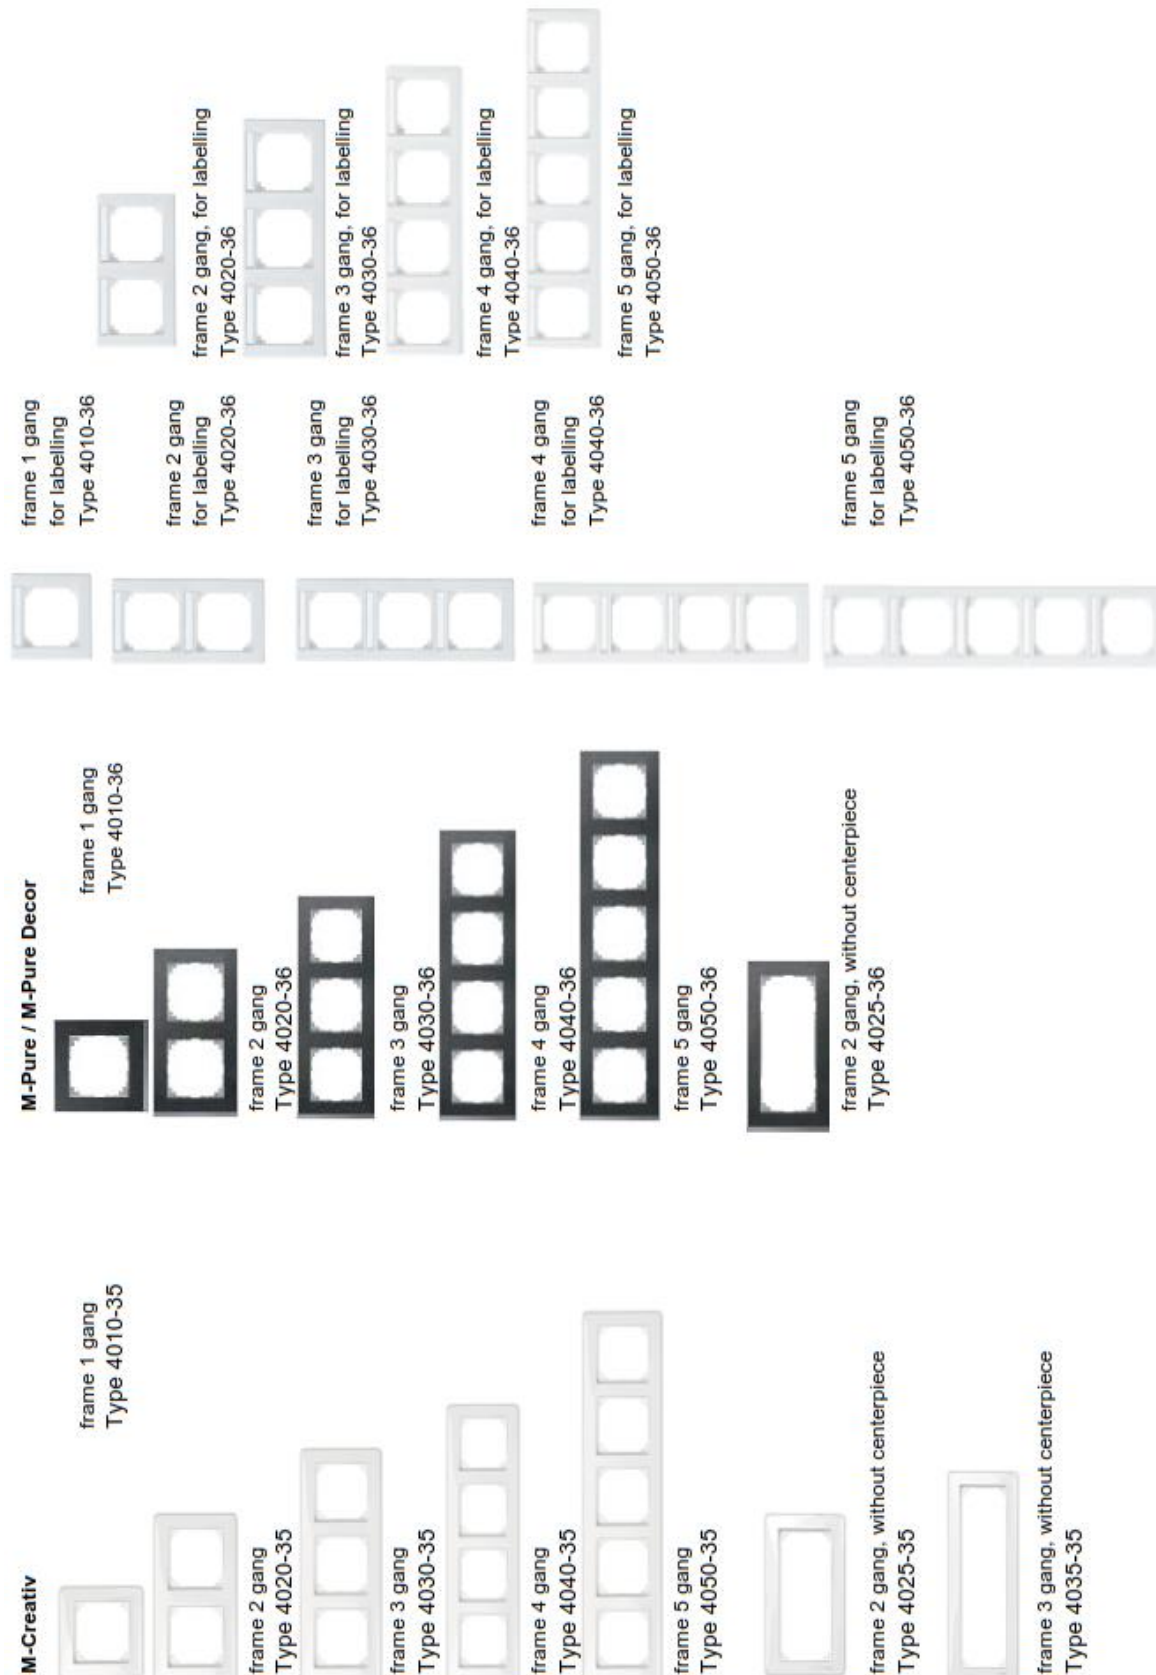 M-Creativ
frame 1 gang
Type 4010-35
frame 2 gang
Type 4020-35
frame 3 gang
Type 4030-35
frame 4 gang
Type 4040-35
frame 5 gang
Type 4050-35
frame 2 gang, without centerpiece
Type 4025-35
frame 3 gang, without centerpiece
Type 4035-35
M-Pure / M-Pure Decor
frame 1 gang
Type 4010-36
frame 2 gang
Type 4020-36
frame 3 gang
Type 4030-36
frame 4 gang
Type 4040-36
frame 5 gang
Type 4050-36
frame 2 gang, without centerpiece
Type 4025-36
frame 1 gang
for labelling
Type 4010-36
frame 2 gang
for labelling
Type 4020-36
frame 3 gang
for labelling
Type 4030-36
frame 4 gang
for labelling
Type 4040-36
frame 5 gang
for labelling
Type 4050-36
frame 2 gang, for labelling
Type 4020-36
frame 3 gang, for labelling
Type 4030-36
frame 4 gang, for labelling
Type 4040-36
frame 5 gang, for labelling
Type 4050-36